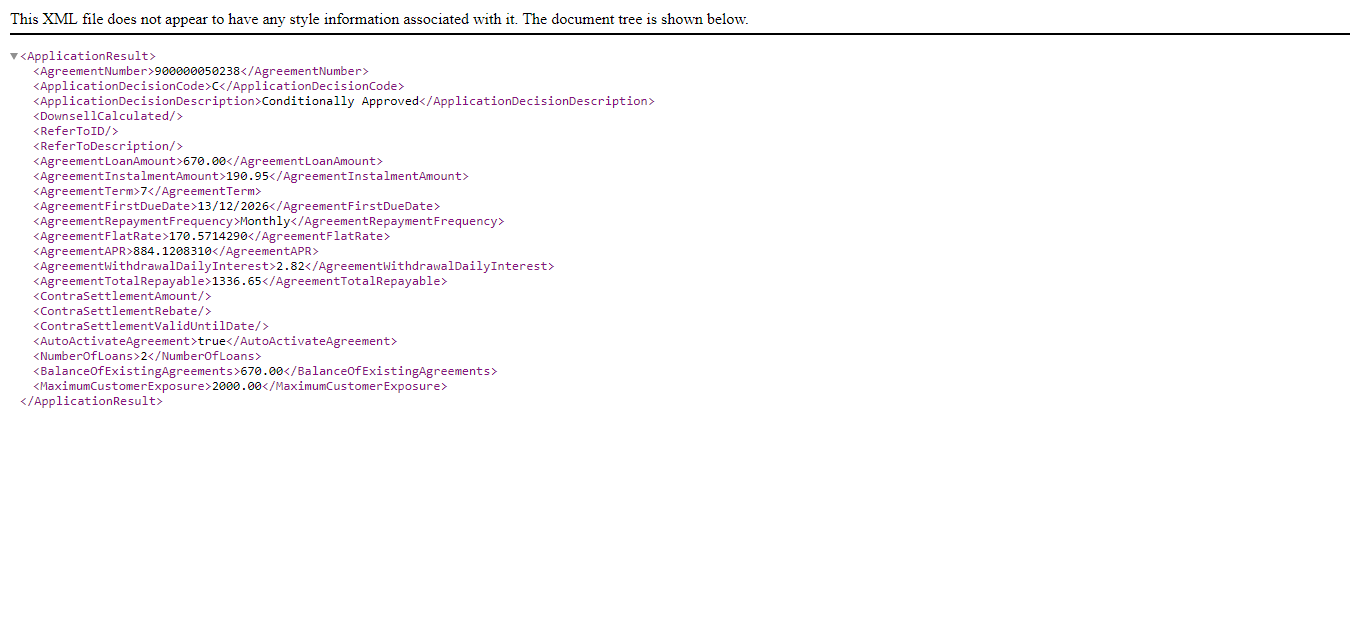 This XML file does not appear to have any style information associated with it. The document tree is shown below.
▼<ApplicationResult>
<AgreementNumber>900000050238</AgreementNumber>
<ApplicationDecisionCode>C</ApplicationDecisionCode>
<ApplicationDecisionDescription>Conditionally Approved</ApplicationDecisionDescription>
<DownsellCalculated/>
<ReferToID/>
<ReferToDescription/>
<AgreementLoanAmount>670.00</AgreementLoanAmount>
<AgreementInstalmentAmount>190.95</AgreementInstalmentAmount>
<AgreementTerm>7</AgreementTerm>
<AgreementFirstDueDate>13/12/2026</AgreementFirstDueDate>
<AgreementRepaymentFrequency>Monthly</AgreementRepaymentFrequency>
<AgreementFlatRate>170.5714290</AgreementFlatRate>
<AgreementAPR>884.1208310</AgreementAPR>
<AgreementWithdrawalDailyInterest>2.82</AgreementWithdrawalDailyInterest>
<AgreementTotalRepayable>1336.65</AgreementTotalRepayable>
<ContraSettlementAmount/>
<ContraSettlementRebate/>
<ContraSettlementValidUntilDate/>
<AutoActivateAgreement>true</AutoActivateAgreement>
<NumberOfLoans>2</NumberOfLoans>
<BalanceOfExistingAgreements>670.00</BalanceOfExistingAgreements>
<MaximumCustomerExposure>2000.00</MaximumCustomerExposure>
</ApplicationResult>